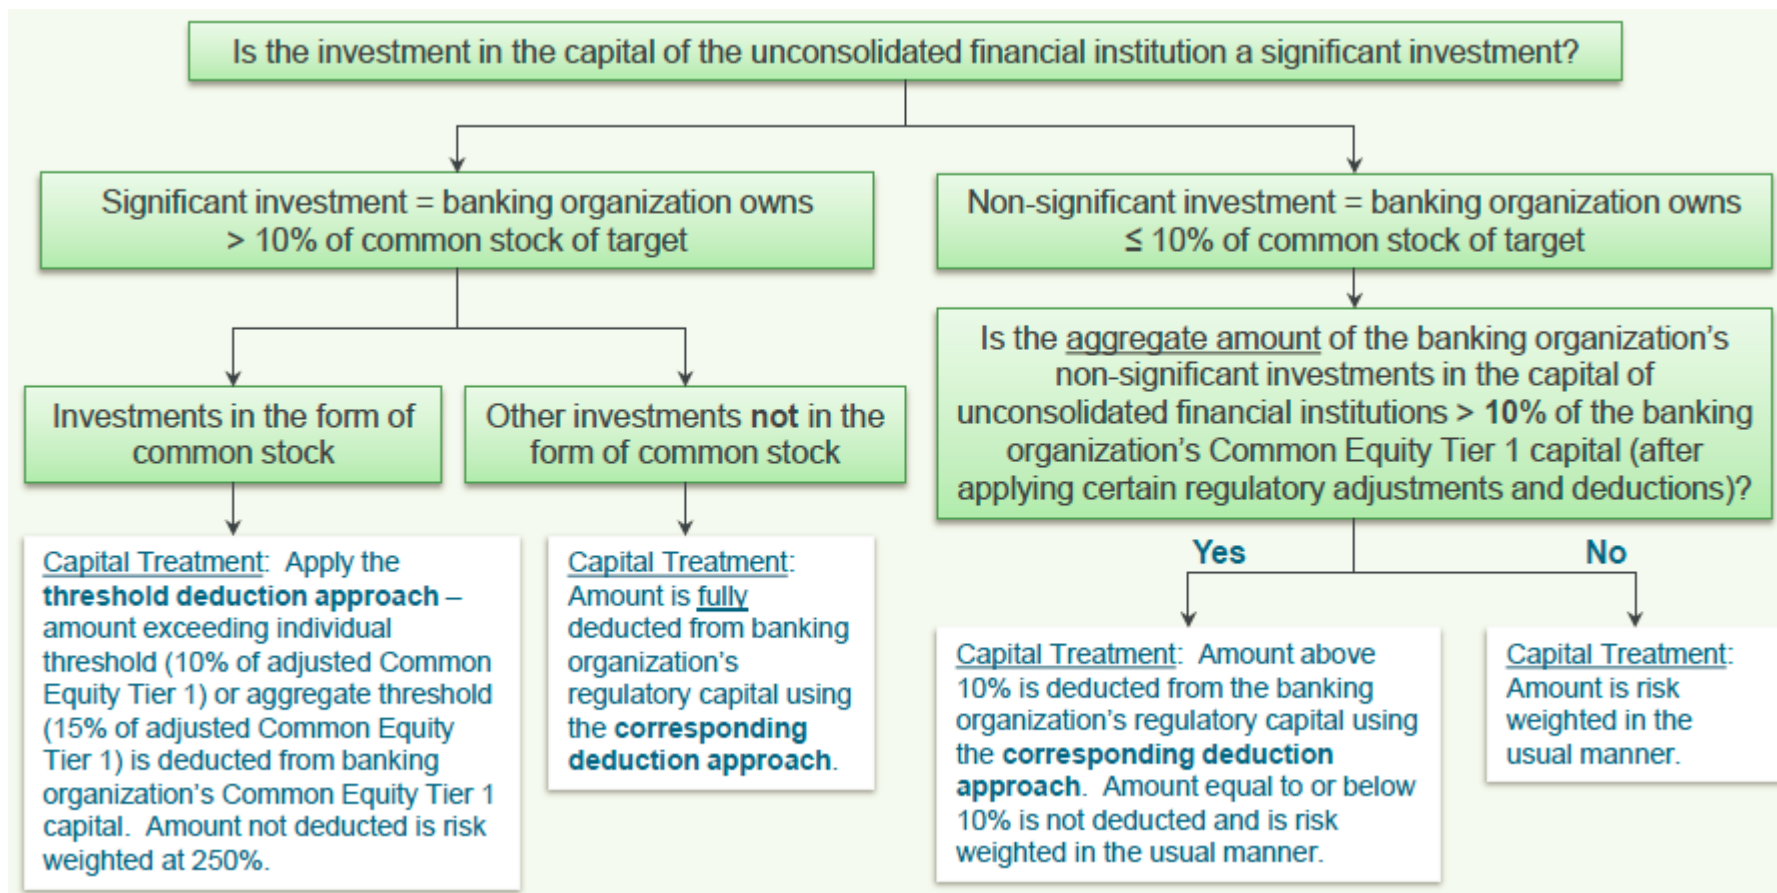 Is the investment in the capital of the unconsolidated financial institution a significant investment?
Significant investment = banking organization owns
> 10% of common stock of target
Non-significant investment = banking organization owns
≤ 10% of common stock of target
Investments in the form of
common stock
Other investments not in the
form of common stock
Is the aggregate amount of the banking organization's
non-significant investments in the capital of
unconsolidated financial institutions > 10% of the banking
organization's Common Equity Tier 1 capital (after
applying certain regulatory adjustments and deductions)?
Yes
No
Capital Treatment: Apply the
threshold deduction approach –
amount exceeding individual
threshold (10% of adjusted Common
Equity Tier 1) or aggregate threshold
(15% of adjusted Common Equity
Tier 1) is deducted from banking
organization's Common Equity Tier 1
capital. Amount not deducted is risk
weighted at 250%.
Capital Treatment:
Amount is fully
deducted from banking
organization's
regulatory capital using
the corresponding
deduction approach.
Capital Treatment: Amount above
10% is deducted from the banking
organization's regulatory capital using
the corresponding deduction
approach. Amount equal to or below
10% is not deducted and is risk
weighted in the usual manner.
Capital Treatment:
Amount is risk
weighted in the
usual manner.